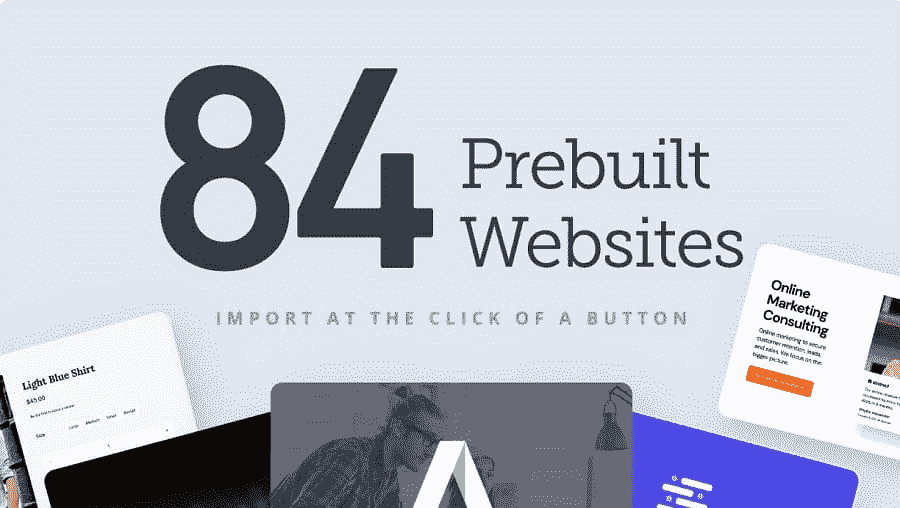 84
Prebuilt
Websites
IMPORT AT THE CLICK OF A BUTTON
Online
Marketing
Consulting
Online marketing to secure
customer retention, leads,
and sales. We focus on the
bigger picture.
Light Blue Shirt
$45.00
Size